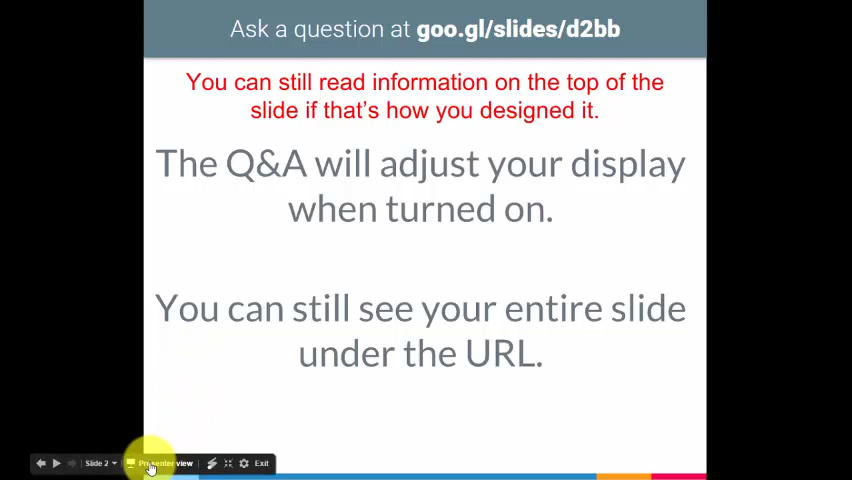 Ask a question at goo.gl/slides/d2bb
You can still read information on the top of the
slide if that's how you designed it.
The Q&A will adjust your display
when turned on.
You can still see your entire slide
under the URL.
Slide 2 Presenter view Exit